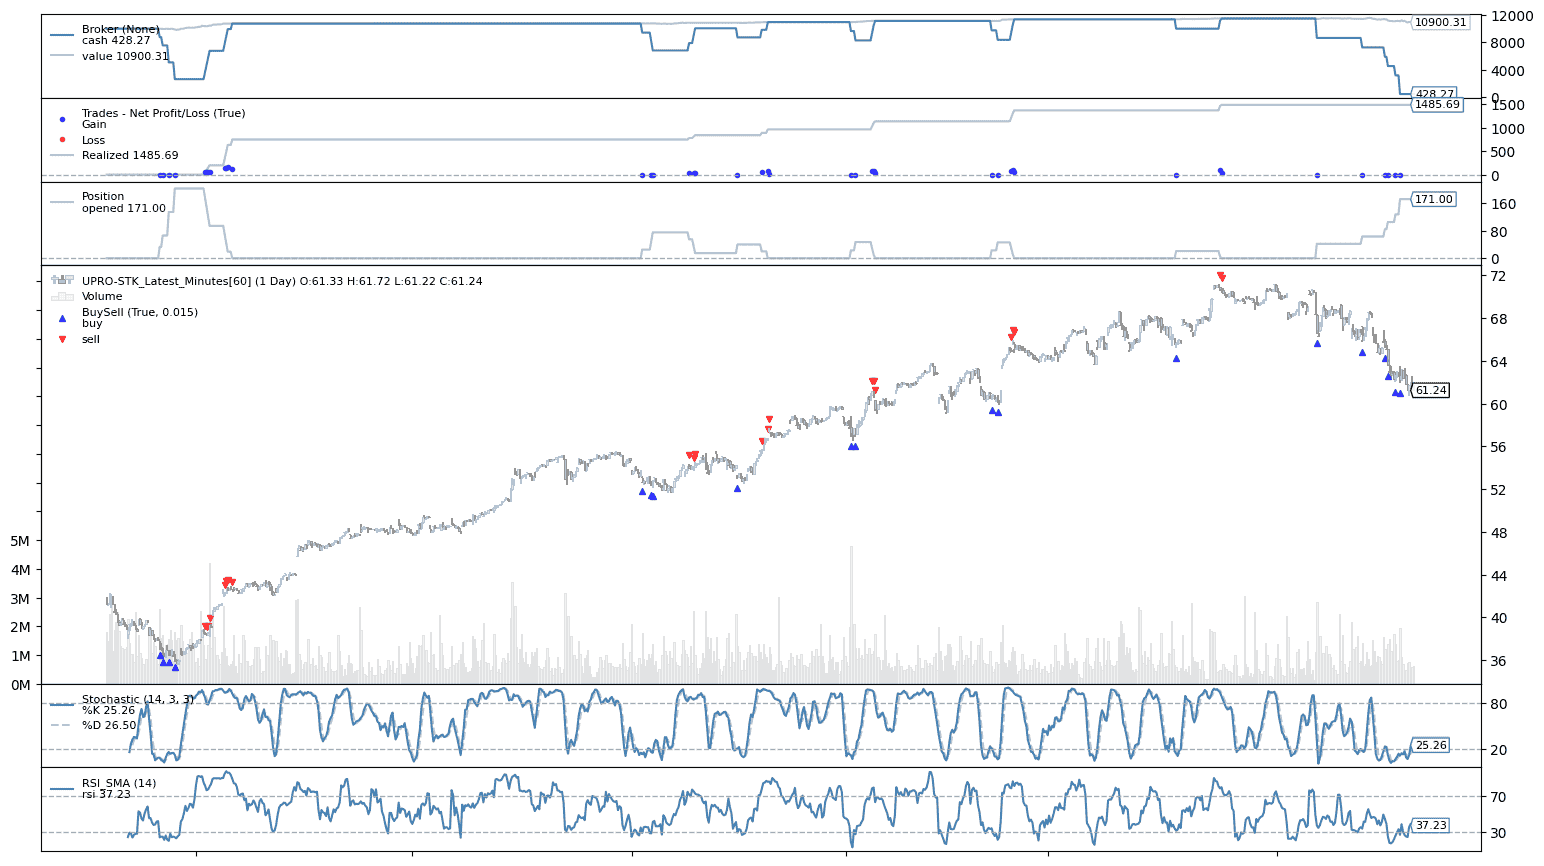 Broker (None)
cash 428.27
value 10900.31
10900.31
428.27
12000
8000
4000
0
Trades - Net Profit/Loss (True)
Gain
Loss
Realized 1485.69
1485.69
1500
1000
500
0
Position
opened 171.00
171.00
160
80
0
UPRO-STK_Latest_Minutes[60] (1 Day) O:61.33 H:61.72 L:61.22 C:61.24
Volume
BuySell (True, 0.015)
buy
sell
61.24
72
68
64
60
56
52
48
44
40
36
5M
4M
3M
2M
1M
0M
Stochastic (14, 3, 3)
%K 25.26
%D 26.50
25.26
80
20
RSI_SMA (14)
rsi 37.23
37.23
70
30